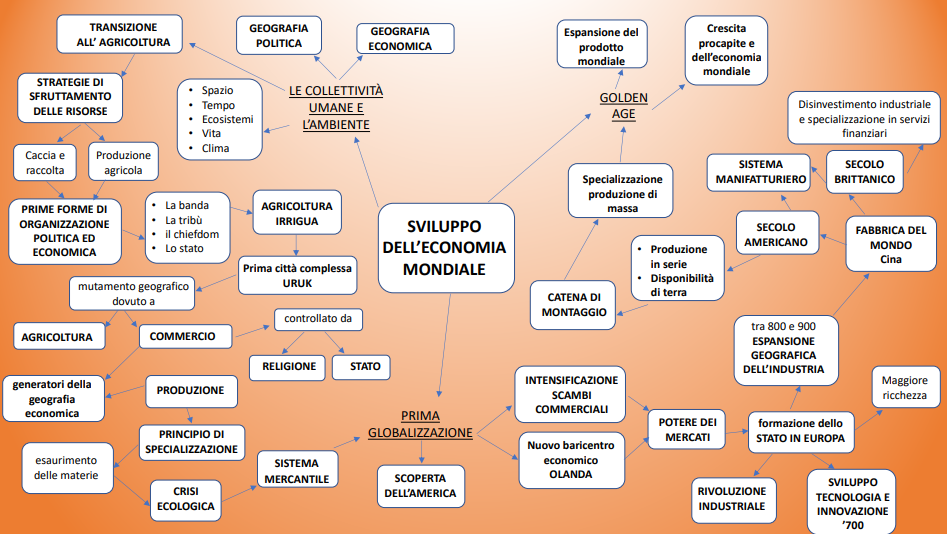 TRANSIZIONE
ALL' AGRICOLTURA
GEOGRAFIA
POLITICA
GEOGRAFIA
ECONOMICA
Espansione del
prodotto
mondiale
Crescita
procapite e
dell'economia
mondiale
STRATEGIE DI
SFRUTTAMENTO
DELLE RISORSE
• Spazio
• Tempo
• Ecosistemi
• Vita
• Clima
LE COLLETTIVITÀ
UMANE E
L'AMBIENTE
GOLDEN
AGE
Disinvestimento industriale
e specializzazione in servizi
finanziari
Caccia e
raccolta
Produzione
agricola
SISTEMA
MANIFATTURIERO
SECOLO
BRITTANICO
Specializzazione
produzione di
massa
PRIME FORME DI
ORGANIZZAZIONE
POLITICA ED
ECONOMICA
• La banda
• La tribù
• il chiefdom
• Lo stato
AGRICOLTURA
IRRIGUA
SVILUPPO
DELL'ECONOMIA
MONDIALE
SECOLO
AMERICANO
FABBRICA DEL
MONDO
Cina
• Produzione
in serie
• Disponibilità
di terra
Prima città complessa
URUK
mutamento geografico
dovuto a
CATENA DI
MONTAGGIO
AGRICOLTURA
COMMERCIO
controllato da
RELIGIONE
STATO
tra 800 e 900
ESPANSIONE
GEOGRAFICA
DELL'INDUSTRIA
generatori della
geografia
economica
PRODUZIONE
INTENSIFICAZIONE
SCAMBI
COMMERCIALI
Maggiore
ricchezza
PRIMA
GLOBALIZZAZIONE
POTERE DEI
MERCATI
formazione dello
STATO IN EUROPA
PRINCIPIO DI
SPECIALIZZAZIONE
Nuovo baricentro
economico
OLANDA
esaurimento
delle materie
SISTEMA
MERCANTILE
SCOPERTA
DELL'AMERICA
CRISI
ECOLOGICA
RIVOLUZIONE
INDUSTRIALE
SVILUPPO
TECNOLOGIA E
INNOVAZIONE
'700